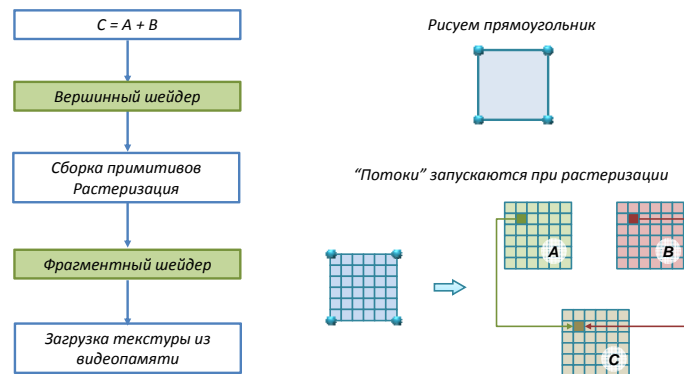 C = A + B
Вершинный шейдер
Сборка примитивов
Растеризация
Фрагментный шейдер
Загрузка текстуры из
видеопамяти
Рисуем прямоугольник
“Потоки” запускаются при растеризации
A
B
C